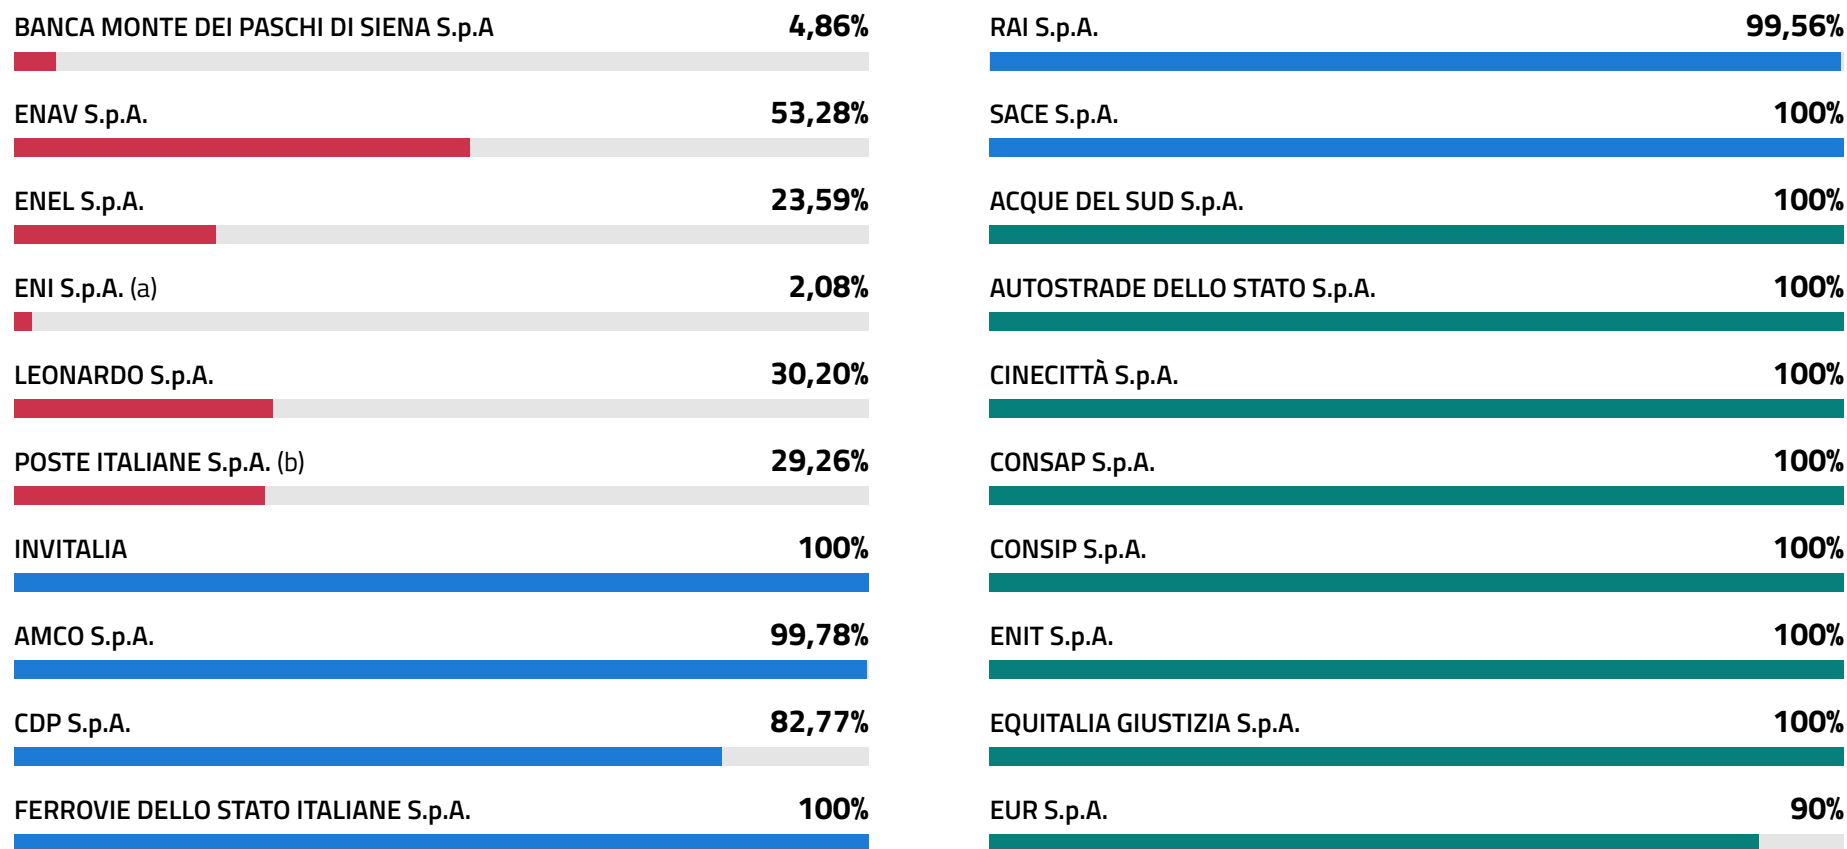 BANCA MONTE DEI PASCHI DI SIENA S.p.A 4,86%
ENAV S.p.A. 53,28%
ENEL S.p.A. 23,59%
ENI S.p.A. (a) 2,08%
LEONARDO S.p.A. 30,20%
POSTE ITALIANE S.p.A. (b) 29,26%
INVITALIA 100%
AMCO S.p.A. 99,78%
CDP S.p.A. 82,77%
FERROVIE DELLO STATO ITALIANE S.p.A. 100%
RAI S.p.A. 99,56%
SACE S.p.A. 100%
ACQUE DEL SUD S.p.A. 100%
AUTOSTRADE DELLO STATO S.p.A. 100%
CINECITTÀ S.p.A. 100%
CONSAP S.p.A. 100%
CONSIP S.p.A. 100%
ENIT S.p.A. 100%
EQUITALIA GIUSTIZIA S.p.A. 100%
EUR S.p.A. 90%